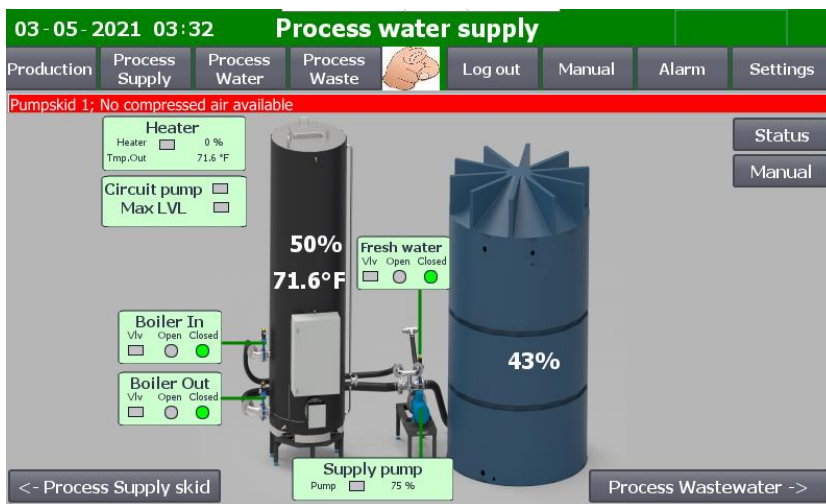 03-05-2021 03:32 Process water supply
Production
Process
Supply
Process
Water
Process
Waste
Log out
Manual
Alarm
Settings
Pumpskid 1; No compressed air available
Heater
Heater 0 %
Tmp.Out 71.6 °F
Status
Manual
Circuit pump
Max LVL
50%
71.6°F
Fresh water
Vlv Open Closed
Boiler In
Vlv Open Closed
43%
Boiler Out
Vlv Open Closed
Supply pump
Pump 75 %
<- Process Supply skid
Process Wastewater ->